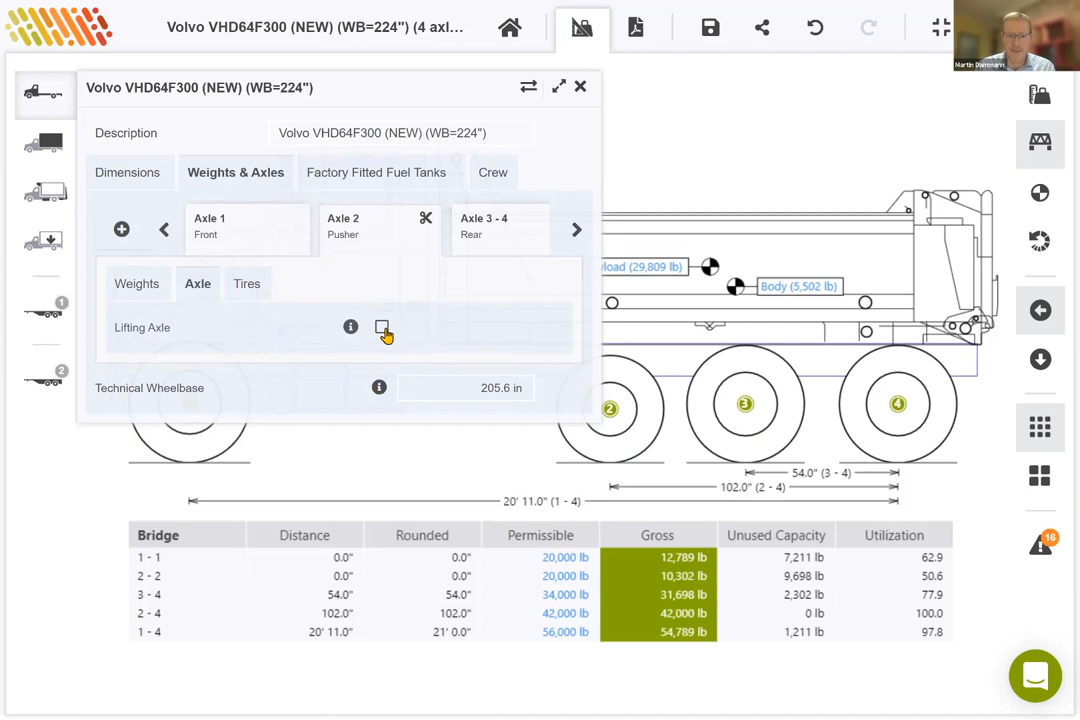 Volvo VHD64F300 (NEW) (WB=224") (4 axl...
Martin Dammann
Volvo VHD64F300 (NEW) (WB=224")
Description
Volvo VHD64F300 (NEW) (WB=224")
Dimensions
Weights & Axles
Factory Fitted Fuel Tanks
Crew
Axle 1
Front
Axle 2
Pusher
Axle 3 - 4
Rear
Weights
Axle
Tires
Lifting Axle
Technical Wheelbase
205.6 in
1
2
yload (29,809 lb)
Body (5,502 lb)
2
3
4
54.0" (3 - 4)
102.0" (2 - 4)
20' 11.0" (1 - 4)
Bridge Distance Rounded Permissible Gross Unused Capacity Utilization
1 - 1 0.0" 0.0" 20,000 lb 12,789 lb 7,211 lb 62.9
2 - 2 0.0" 0.0" 20,000 lb 10,302 lb 9,698 lb 50.6
3 - 4 54.0" 54.0" 34,000 lb 31,698 lb 2,302 lb 77.9
2 - 4 102.0" 102.0" 42,000 lb 42,000 lb 0 lb 100.0
1 - 4 20' 11.0" 21' 0.0" 56,000 lb 54,789 lb 1,211 lb 97.8
16